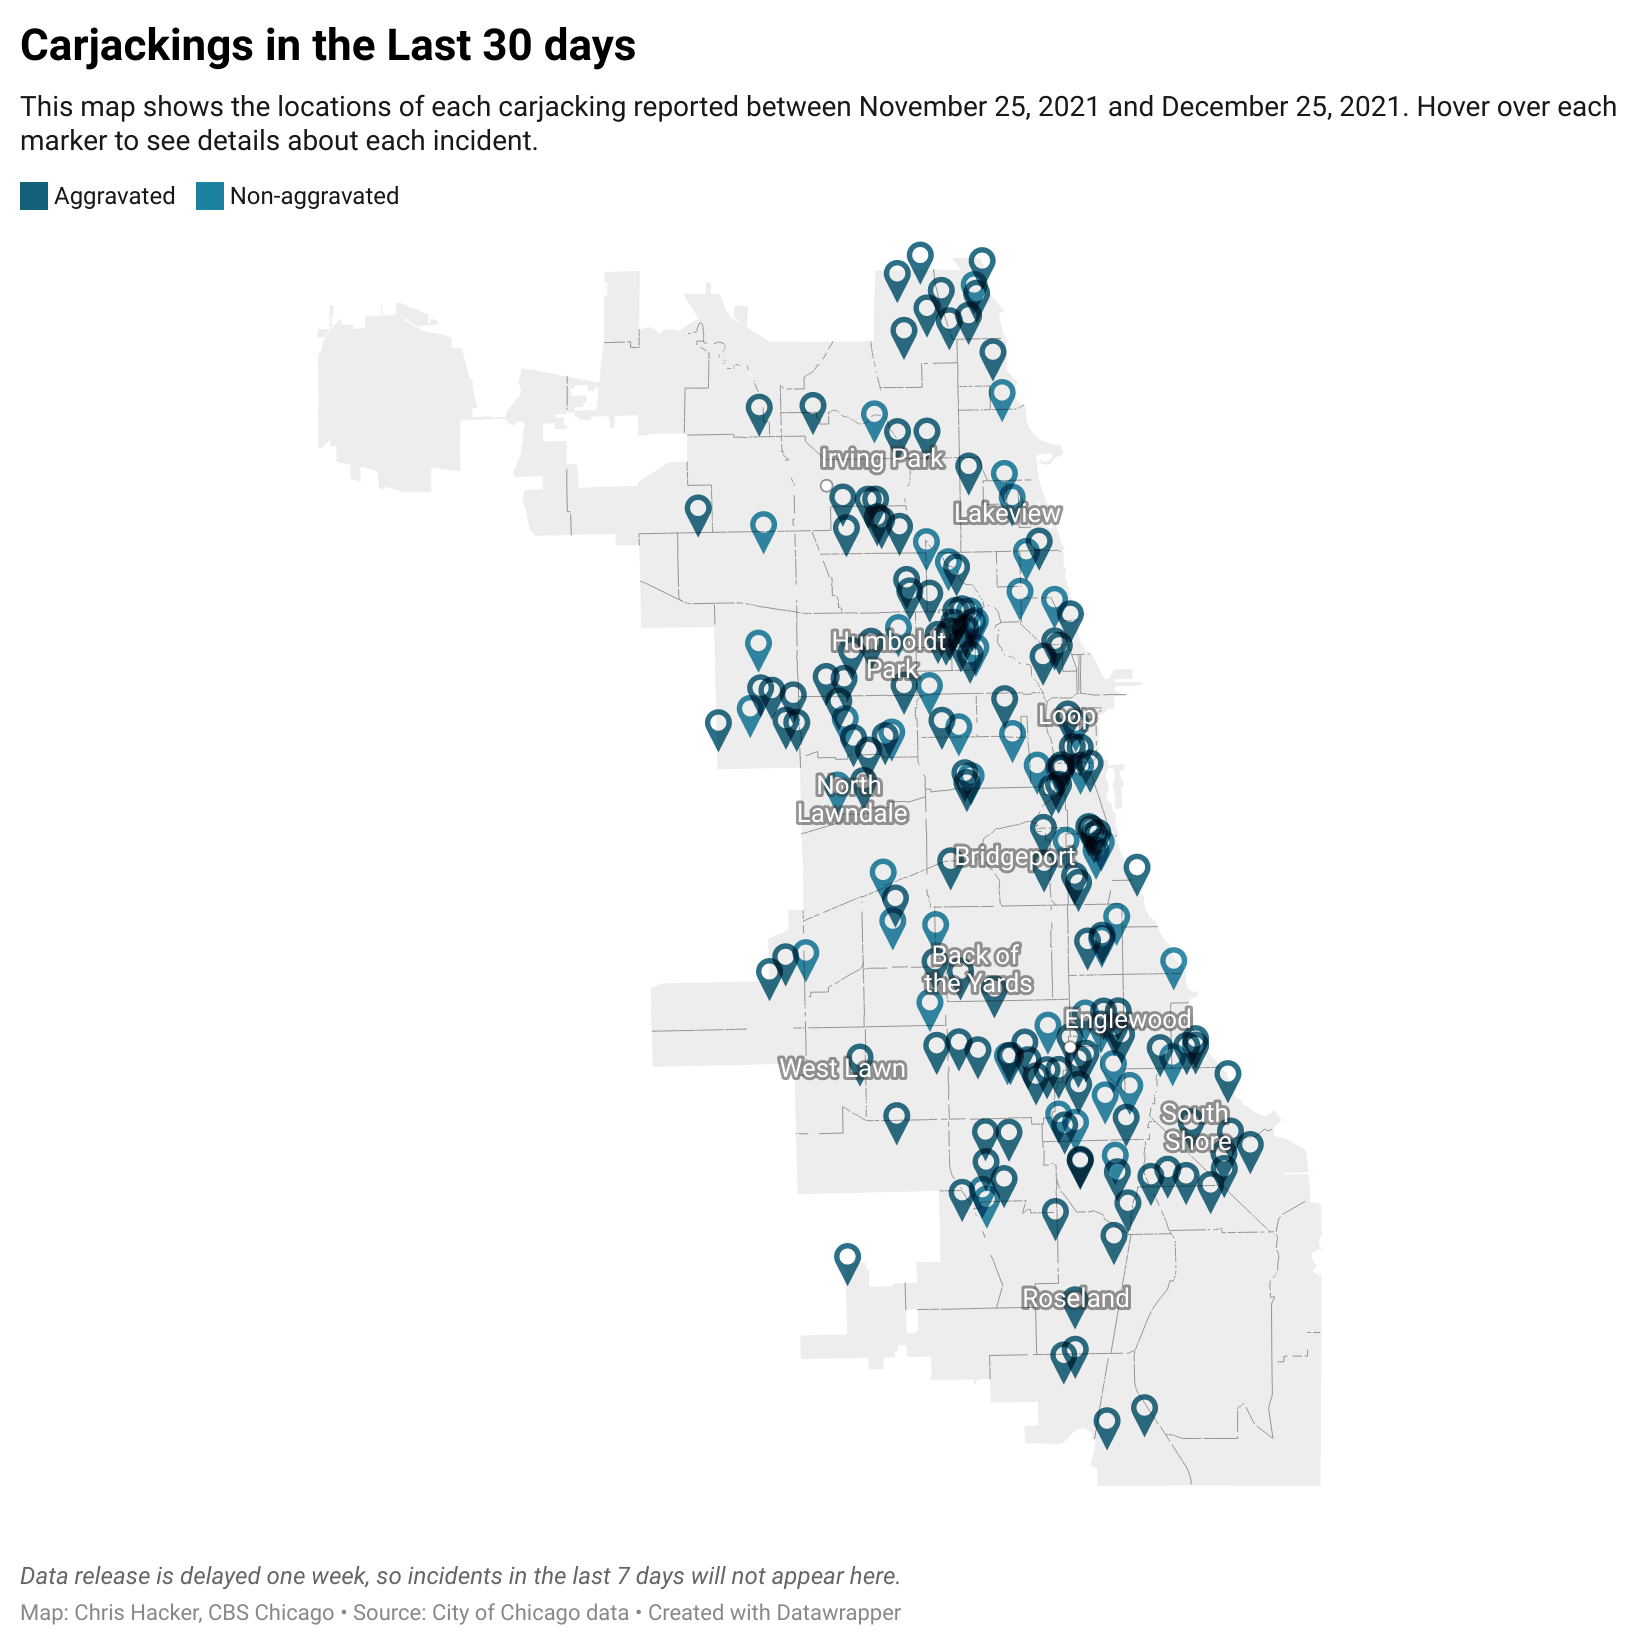 Carjackings in the Last 30 days
This map shows the locations of each carjacking reported between November 25, 2021 and December 25, 2021. Hover over each
marker to see details about each incident.
Aggravated
Non-aggravated
Irving Park
Lakeview
Humboldt
Park
Loop
North
Lawndale
Bridgeport
Back of
the Yards
Englewood
West Lawn
South
Shore
Roseland
Data release is delayed one week, so incidents in the last 7 days will not appear here.
Map: Chris Hacker, CBS Chicago • Source: City of Chicago data • Created with Datawrapper